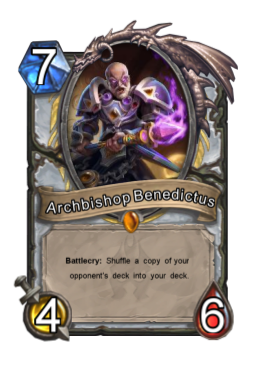 7
Archbishop Benedictus
Battlecry: Shuffle a copy of your
opponent's deck into your deck.
4
6